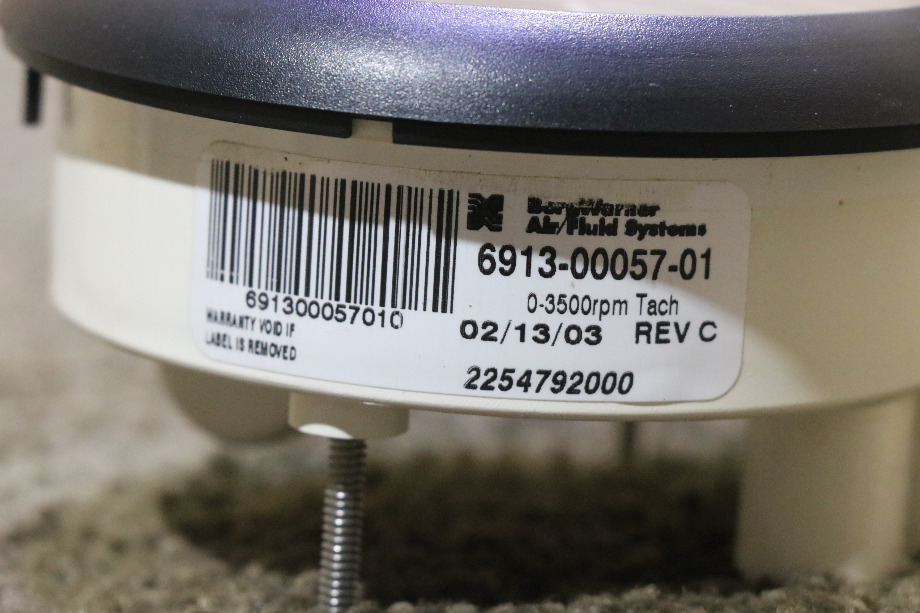 BorgWarner
Air/Fluid Systems
6913-00057-01
691300057010
0-3500rpm Tach
WARRANTY VOID IF
LABEL IS REMOVED
02/13/03 REV C
2254792000